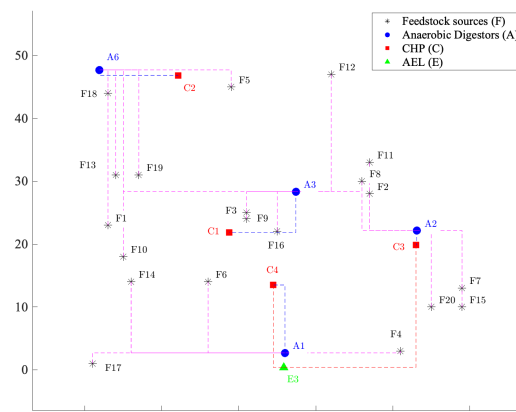 Feedstock sources (F)
Anaerobic Digestors (A)
CHP (C)
AEL (E)
50
40
30
20
10
0
A6
F12
F5
C2
F18
F11
F13
F19
F8
A3
F2
F3
F9
F1
C1
A2
F16
C3
F10
F14
F6
C4
F7
F20
F15
F4
A1
F17
E3